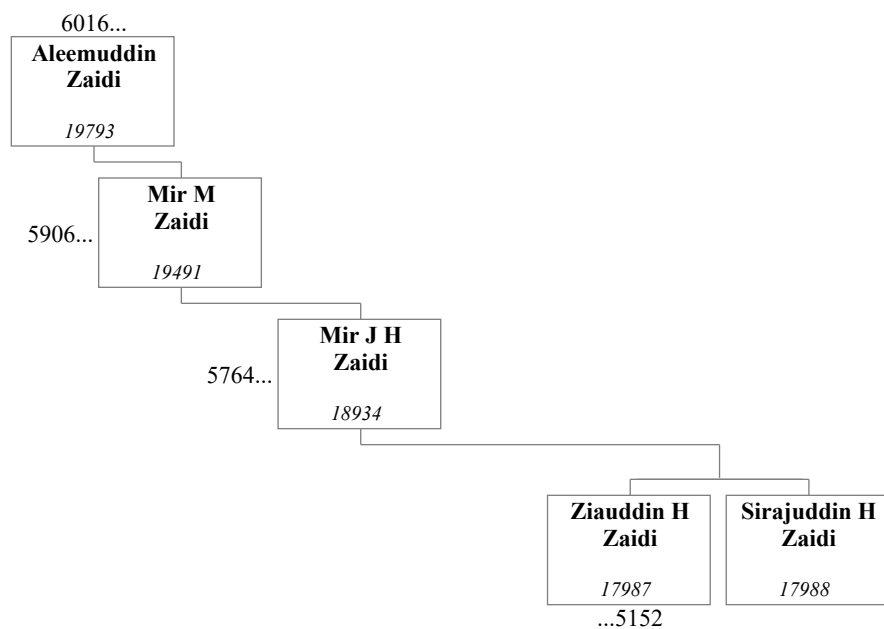 6016...
Aleemuddin
Zaidi
19793
Mir M
Zaidi
5906...
19491
Mir J H
Zaidi
5764...
18934
Ziauddin H
Zaidi
17987
...5152
Sirajuddin H
Zaidi
17988